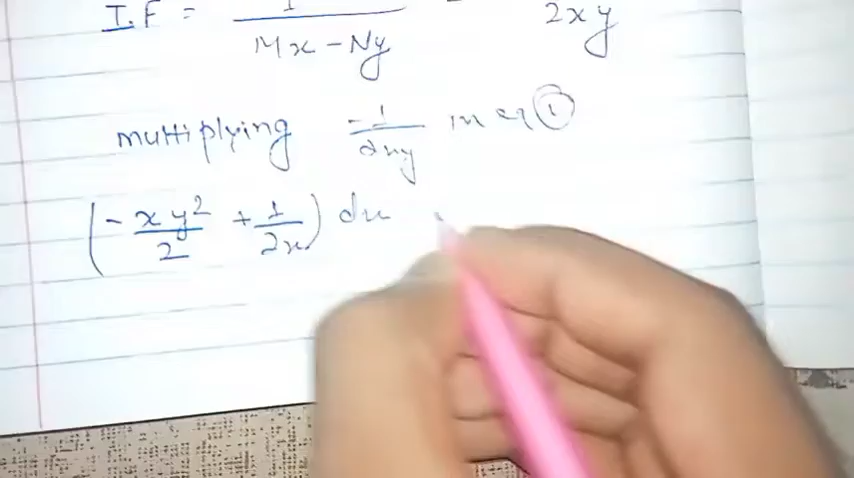 I.F = 1/(Mx - Ny) - 2xy
multiplying -1/2xy in eq ①
(- xy²/2 + 1/2x) dx